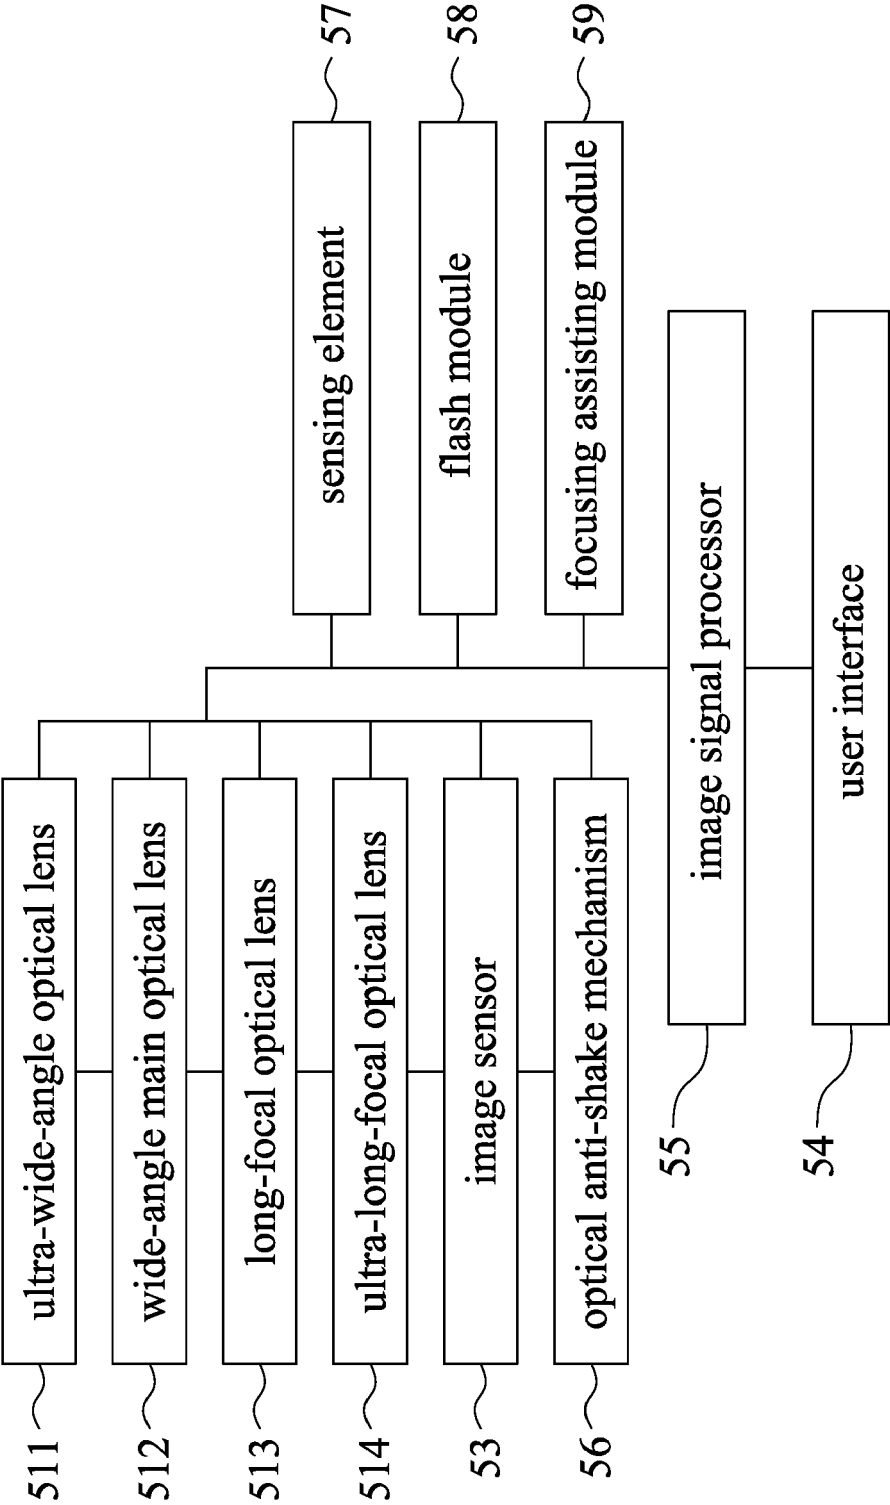 511
ultra-wide-angle optical lens
512
wide-angle main optical lens
513
long-focal optical lens
514
ultra-long-focal optical lens
53
image sensor
56
optical anti-shake mechanism
sensing element
57
flash module
58
focusing assisting module
59
55
image signal processor
54
user interface